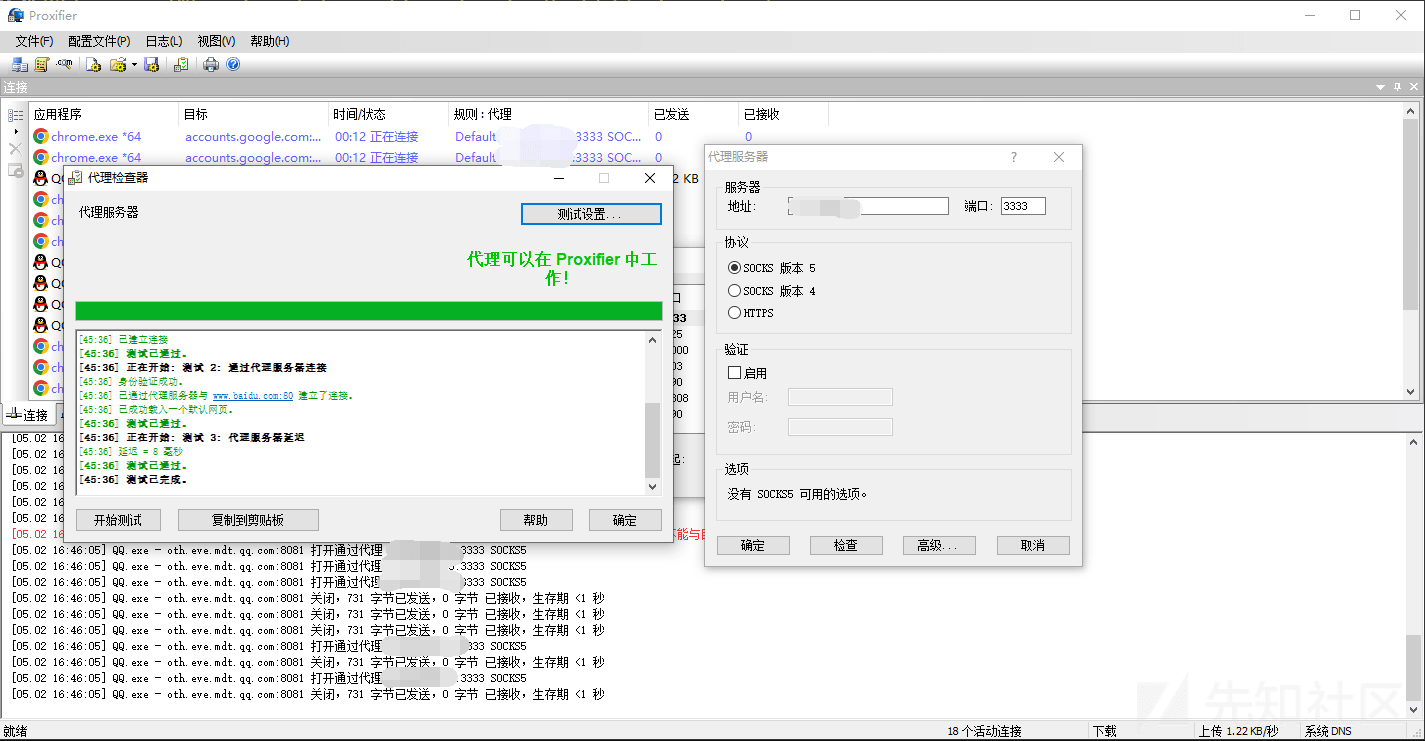 Proxifier
文件(F) 配置文件(P) 日志(L) 视图(V) 帮助(H)
连接
应用程序 目标 时间/状态 规则 : 代理 已发送 已接收
chrome.exe *64 accounts.google.com:... 00:12 正在连接 Default .3333 SOC... 0 0
chrome.exe *64 accounts.google.com:... 00:12 正在连接 Default 3333 SOC... 0
2 KB
代理检查器
代理服务器
测试设置...
代理可以在 Proxifier 中工
作!
[45:36] 已建立连接
[45:36] 测试已通过。
[45:36] 正在开始: 测试 2: 通过代理服务器连接
[45:36] 身份验证成功。
[45:36] 已通过代理服务器与 www.baidu.com:80 建立了连接。
[45:36] 已成功载入一个默认网页。
[45:36] 测试已通过。
[45:36] 正在开始: 测试 3: 代理服务器延迟
[45:36] 延迟 = 8 毫秒
[45:36] 测试已通过。
[45:36] 测试已完成。
开始测试 复制到剪贴板 帮助 确定
代理服务器 ?
服务器
地址: 端口: 3333
协议
SOCKS 版本 5
SOCKS 版本 4
HTTPS
验证
启用
用户名:
密码:
选项
没有 SOCKS5 可用的选项。
确定 检查 高级... 取消
口
33
25
000
03
90
808
90
起:
连接
[05.02 16
[05.02 16
[05.02 16
[05.02 16
[05.02 16
[05.02 16
[05.02 16 不能与
[05.02 16:46:05] QQ.exe - oth.eve.mdt.qq.com:8081 打开通过代理 3333 SOCKS5
[05.02 16:46:05] QQ.exe - oth.eve.mdt.qq.com:8081 打开通过代理 .3333 SOCKS5
[05.02 16:46:05] QQ.exe - oth.eve.mdt.qq.com:8081 打开通过代理 3333 SOCKS5
[05.02 16:46:05] QQ.exe - oth.eve.mdt.qq.com:8081 关闭，731 字节已发送，0 字节 已接收，生存期 <1 秒
[05.02 16:46:05] QQ.exe - oth.eve.mdt.qq.com:8081 关闭，731 字节已发送，0 字节 已接收，生存期 <1 秒
[05.02 16:46:05] QQ.exe - oth.eve.mdt.qq.com:8081 关闭，731 字节已发送，0 字节 已接收，生存期 <1 秒
[05.02 16:46:05] QQ.exe - oth.eve.mdt.qq.com:8081 打开通过代理 3333 SOCKS5
[05.02 16:46:05] QQ.exe - oth.eve.mdt.qq.com:8081 关闭，731 字节已发送，0 字节 已接收，生存期 <1 秒
[05.02 16:46:05] QQ.exe - oth.eve.mdt.qq.com:8081 打开通过代理 .3333 SOCKS5
[05.02 16:46:05] QQ.exe - oth.eve.mdt.qq.com:8081 关闭，731 字节已发送，0 字节 已接收，生存期 <1 秒
先知社区
就绪 18 个活动连接 下载 上传 1.22 KB/秒 系统 DNS